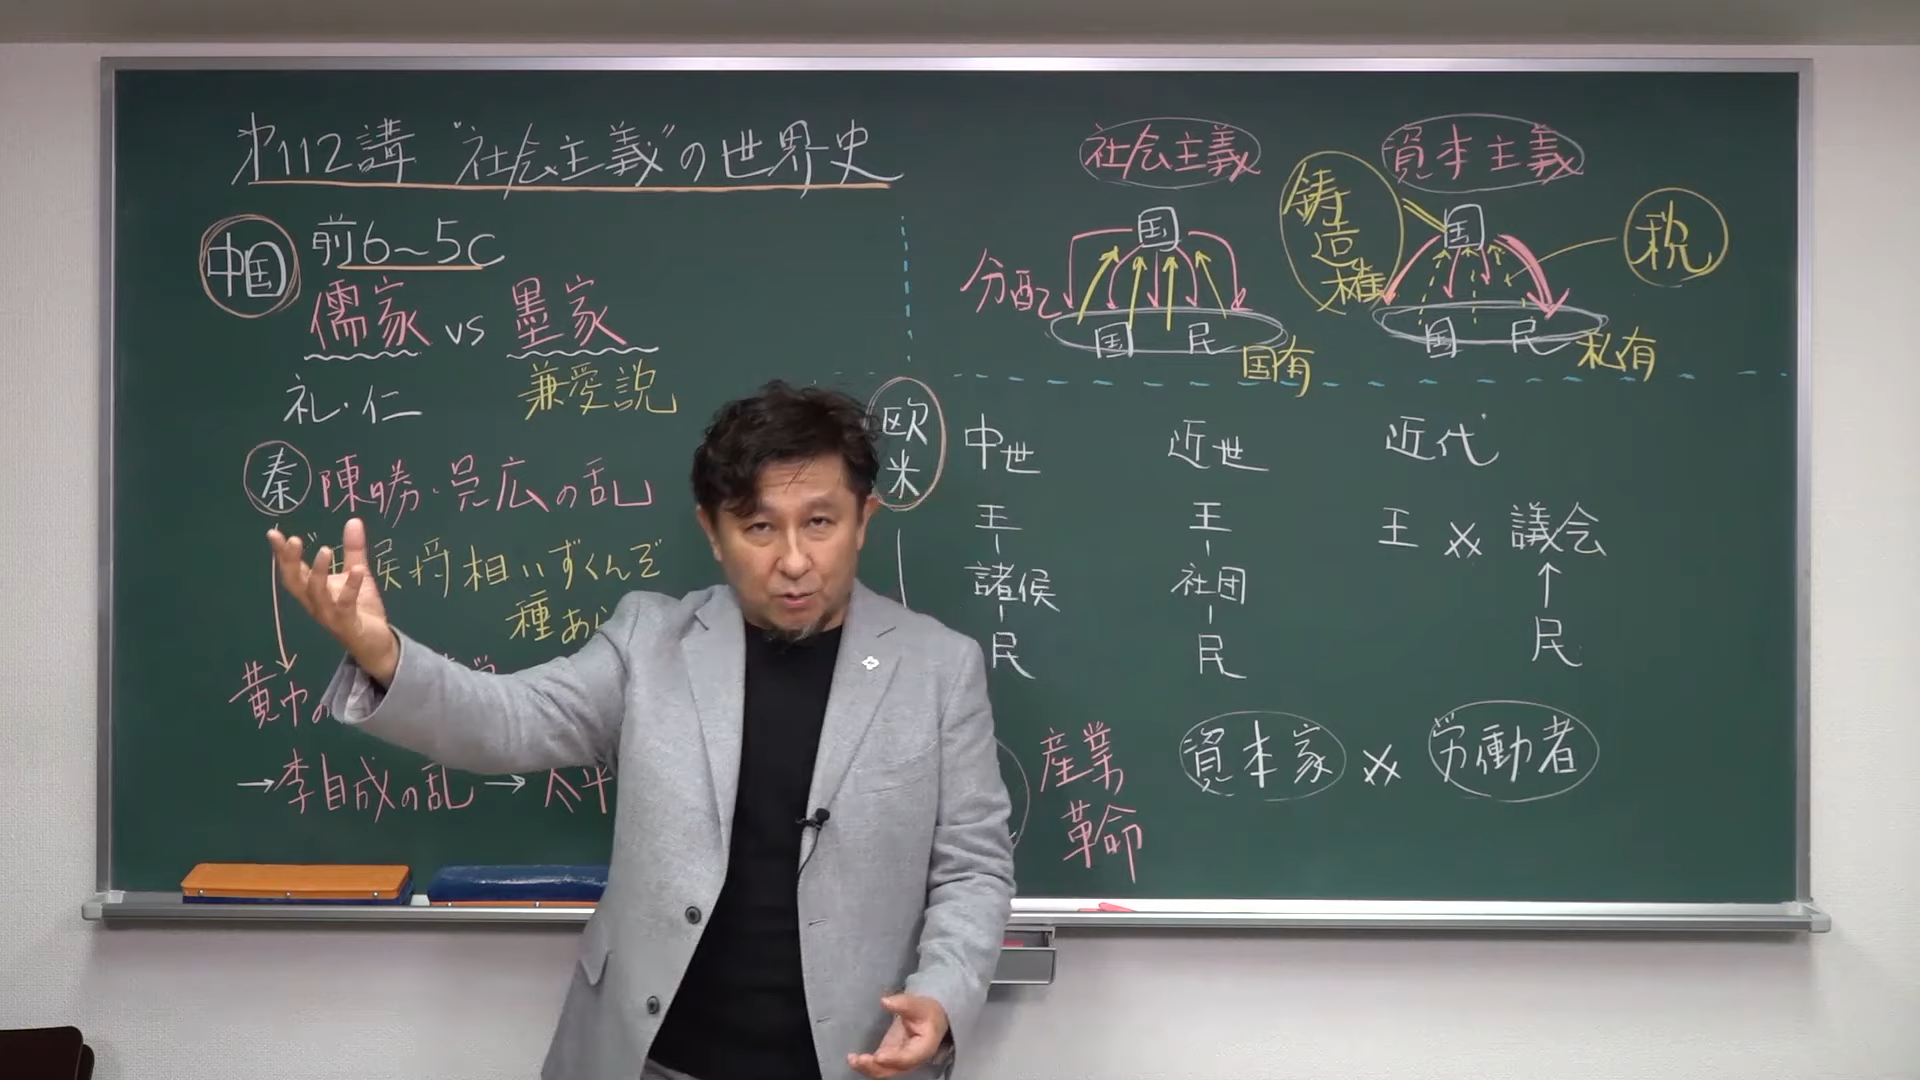 第112講 "社会主義"の世界史
中国 前6~5C
儒家 vs 墨家
礼・仁 兼愛説
秦 陳勝・呉広の乱
侯将相いずくんぞ
種あ
黄巾の
→李自成の乱→太平
社会主義
国
分配
国民
国有
資本主義
鋳造権
国
税
国民
私有
欧米
中世 近世 近代
王 王 王 ×× 議会
諸侯 社団 ↑
民 民 民
産業革命
資本家 ×× 労働者